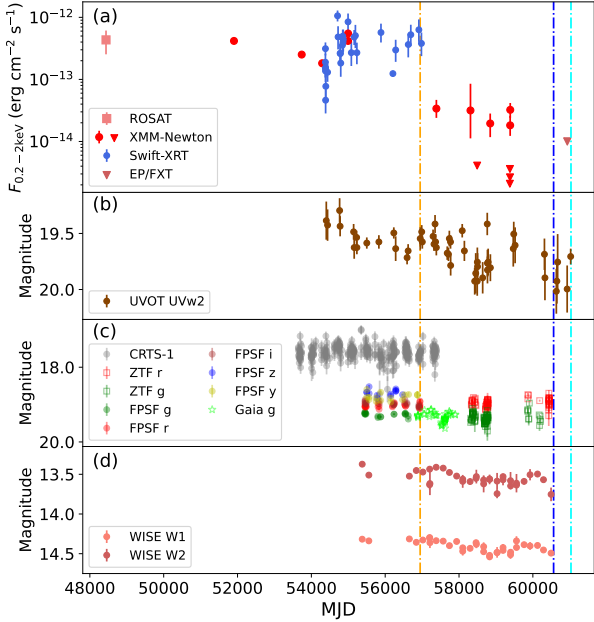 (a)
F0.2−2keV (erg cm−2 s−1)
10−12
10−13
10−14
ROSAT
XMM-Newton
Swift-XRT
EP/FXT
(b)
Magnitude
19.5
20.0
UVOT UVw2
(c)
Magnitude
18.0
19.0
20.0
CRTS-1
ZTF r
ZTF g
FPSF g
FPSF r
FPSF i
FPSF z
FPSF y
Gaia g
(d)
Magnitude
13.5
14.0
14.5
WISE W1
WISE W2
48000 50000 52000 54000 56000 58000 60000
MJD